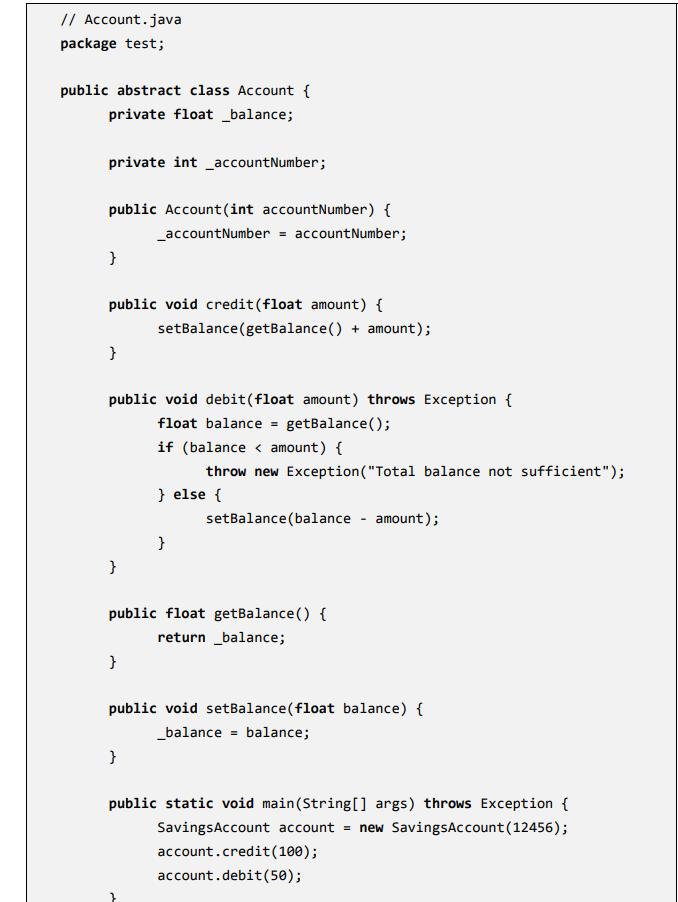 // Account.java
package test;
public abstract class Account {
private float _balance;
private int _accountNumber;
public Account(int accountNumber) {
_accountNumber = accountNumber;
}
public void credit(float amount) {
setBalance(getBalance() + amount);
}
public void debit(float amount) throws Exception {
float balance = getBalance();
if (balance < amount) {
throw new Exception("Total balance not sufficient");
} else {
setBalance(balance - amount);
}
}
public float getBalance() {
return _balance;
}
public void setBalance(float balance) {
_balance = balance;
}
public static void main(String[] args) throws Exception {
SavingsAccount account = new SavingsAccount(12456);
account.credit(100);
account.debit(50);
}